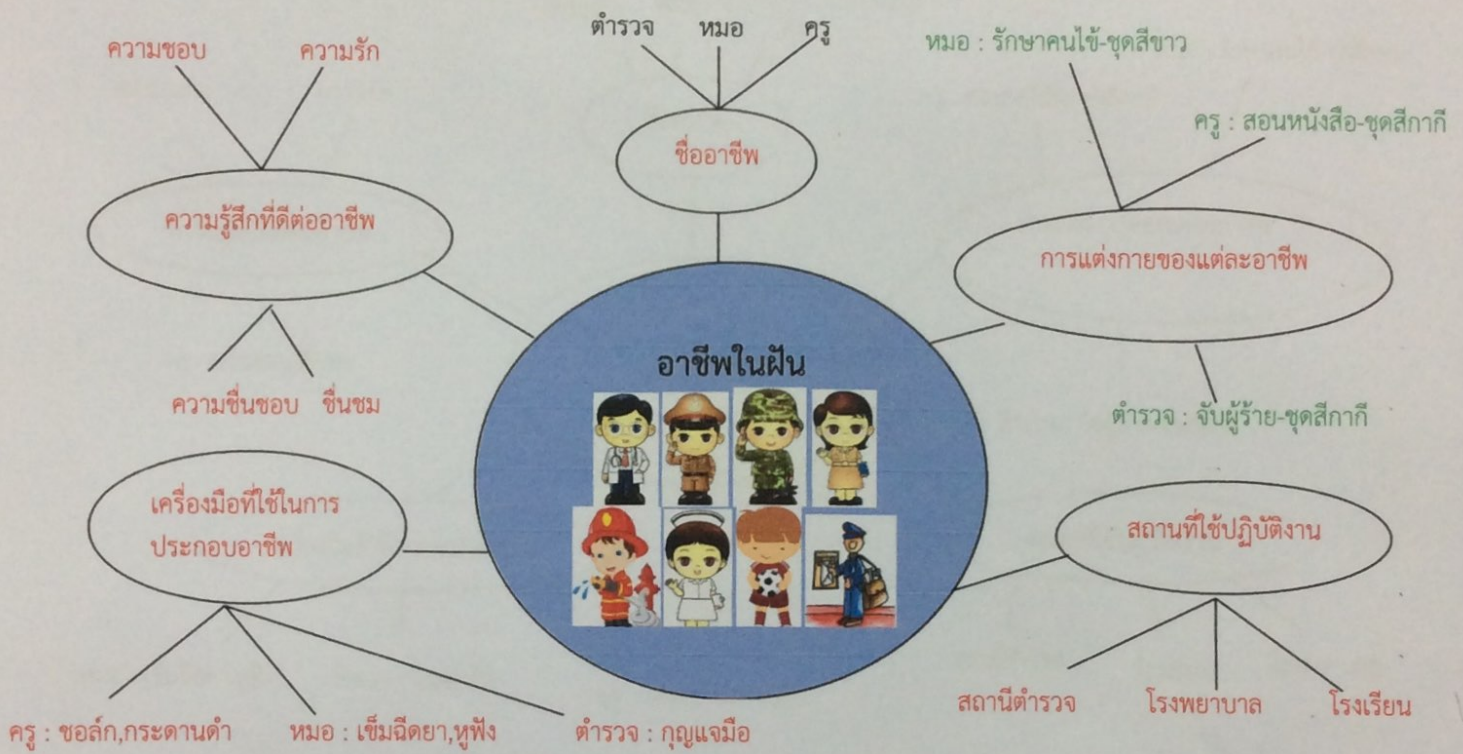 ความชอบ
ความรัก
ตำรวจ
หมอ
ครู
หมอ : รักษาคนไข้-ชุดสีขาว
ครู : สอนหนังสือ-ชุดสีกากี
ชื่ออาชีพ
ความรู้สึกที่ดีต่ออาชีพ
การแต่งกายของแต่ละอาชีพ
อาชีพในฝัน
ความชื่นชอบ
ชื่นชม
ตำรวจ : จับผู้ร้าย-ชุดสีกากี
เครื่องมือที่ใช้ในการ
ประกอบอาชีพ
สถานที่ใช้ปฏิบัติงาน
สถานีตำรวจ
โรงพยาบาล
โรงเรียน
ครู : ชอล์ก,กระดานดำ
หมอ : เข็มฉีดยา,หูฟัง
ตำรวจ : กุญแจมือ